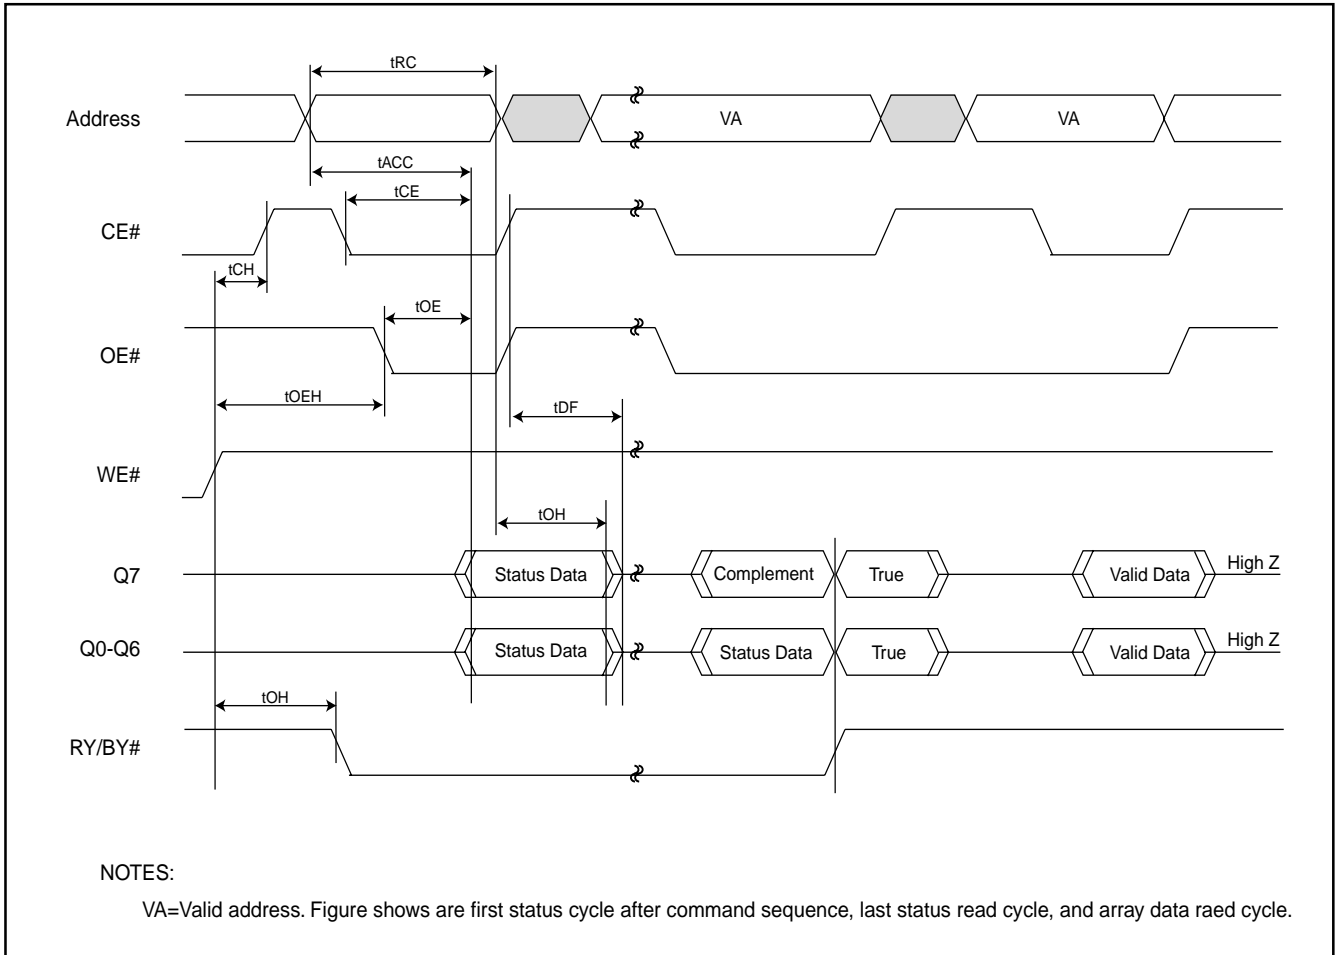 tRC
Address
VA
VA
tACC
tCE
CE#
tCH
tOE
OE#
tOEH
tDF
WE#
tOH
Q7
Status Data
Complement
True
Valid Data
High Z
Q0-Q6
Status Data
Status Data
True
Valid Data
High Z
tOH
RY/BY#
NOTES:
VA=Valid address. Figure shows are first status cycle after command sequence, last status read cycle, and array data raed cycle.